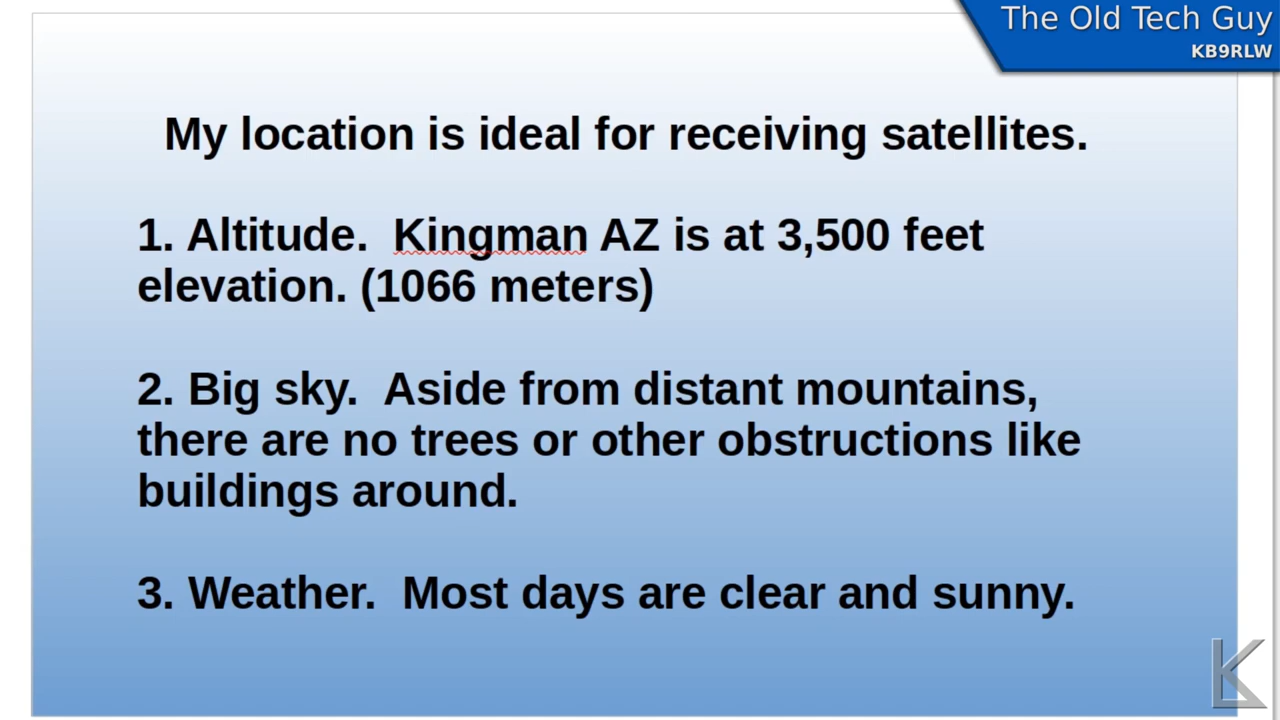 The Old Tech Guy
KB9RLW
My location is ideal for receiving satellites.
1. Altitude.  Kingman AZ is at 3,500 feet
elevation. (1066 meters)
2. Big sky.  Aside from distant mountains,
there are no trees or other obstructions like
buildings around.
3. Weather.  Most days are clear and sunny.
K